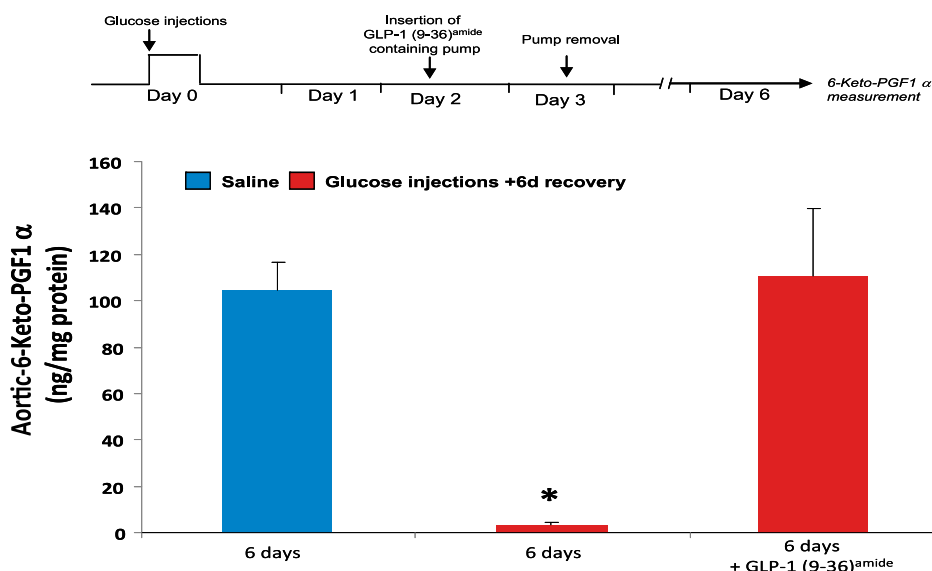 Glucose injections
Insertion of
GLP-1 (9-36)amide
containing pump
Pump removal
Day 0
Day 1
Day 2
Day 3
Day 6
6-Keto-PGF1 α
measurement
Saline
Glucose injections +6d recovery
Aortic-6-Keto-PGF1 α
(ng/mg protein)
160
140
120
100
80
60
40
20
0
*
6 days
6 days
6 days
+ GLP-1 (9-36)amide